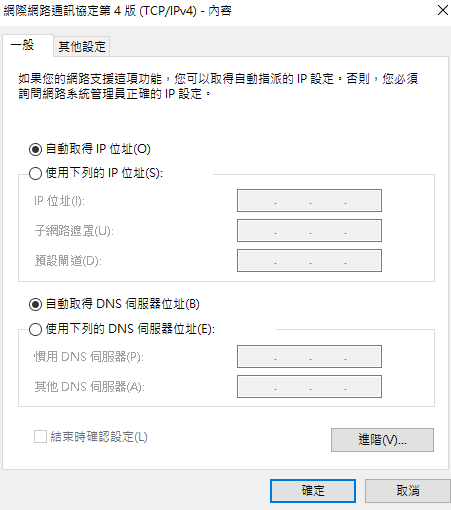 網際網路通訊協定第 4 版 (TCP/IPv4) - 內容
一般
其他設定
如果您的網路支援這項功能，您可以取得自動指派的 IP 設定。否則，您必須
詢問網路系統管理員正確的 IP 設定。
自動取得 IP 位址(O)
使用下列的 IP 位址(S):
IP 位址(I):
子網路遮罩(U):
預設閘道(D):
自動取得 DNS 伺服器位址(B)
使用下列的 DNS 伺服器位址(E):
慣用 DNS 伺服器(P):
其他 DNS 伺服器(A):
結束時確認設定(L)
進階(V)...
確定
取消